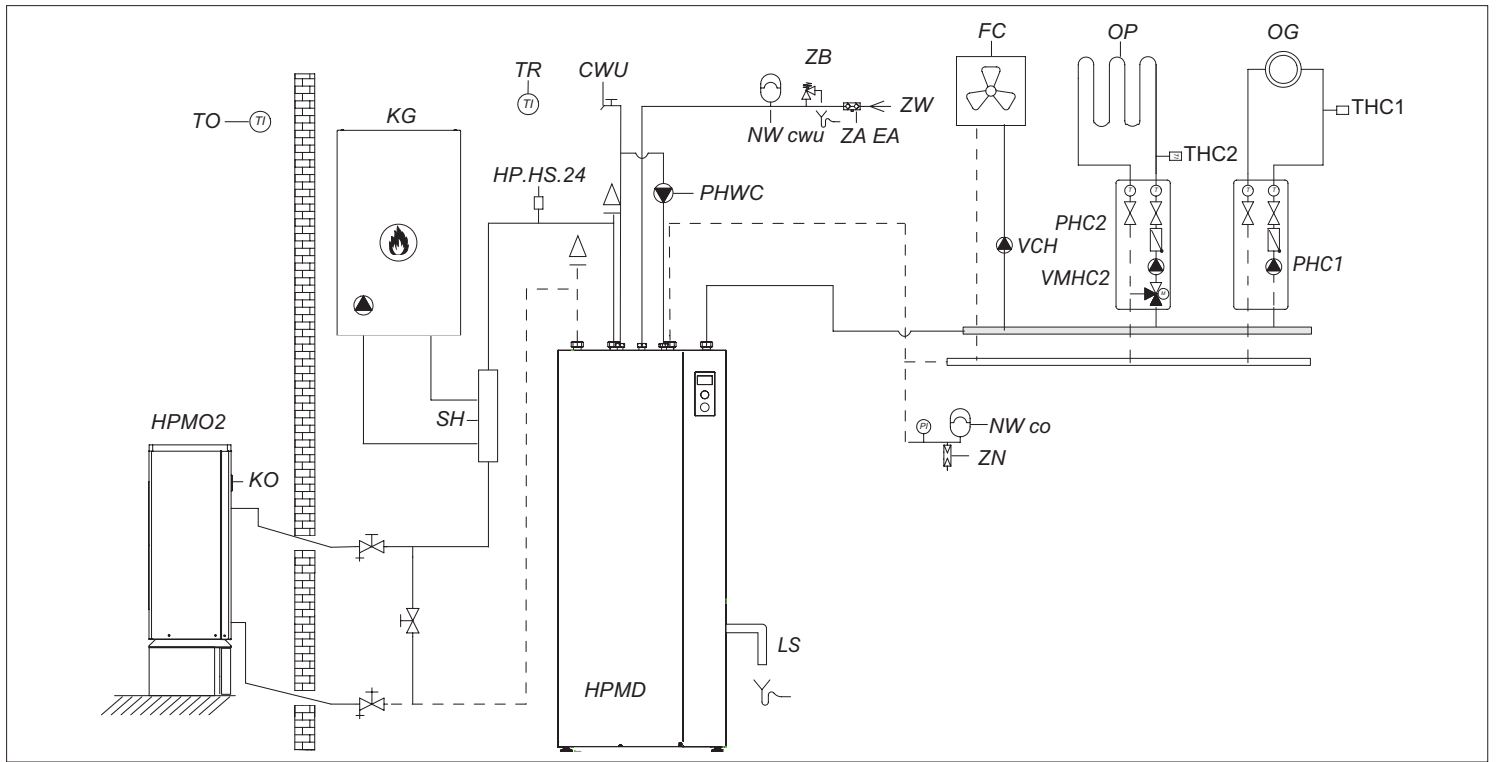 FC
OP
OG
TR
CWU
ZB
TO
TI
TI
KG
NW cwu
ZA EA
ZW
THC1
THC2
HP.HS.24
PHWC
PHC2
VCH
VMHC2
M
PHC1
T
T
T
T
SH
HPMO2
KO
PI
NW co
ZN
LS
HPMD